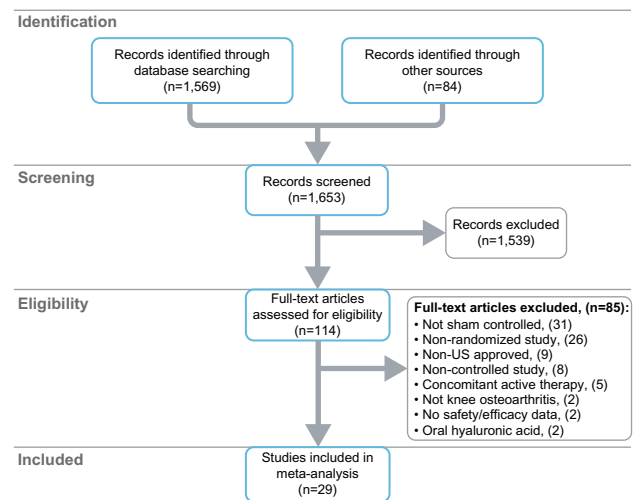 Identification
Records identified through
database searching
(n=1,569)
Records identified through
other sources
(n=84)
Screening
Records screened
(n=1,653)
Records excluded
(n=1,539)
Eligibility
Full-text articles
assessed for eligibility
(n=114)
Full-text articles excluded, (n=85):
• Not sham controlled, (31)
• Non-randomized study, (26)
• Non-US approved, (9)
• Non-controlled study, (8)
• Concomitant active therapy, (5)
• Not knee osteoarthritis, (2)
• No safety/efficacy data, (2)
• Oral hyaluronic acid, (2)
Included
Studies included in
meta-analysis
(n=29)